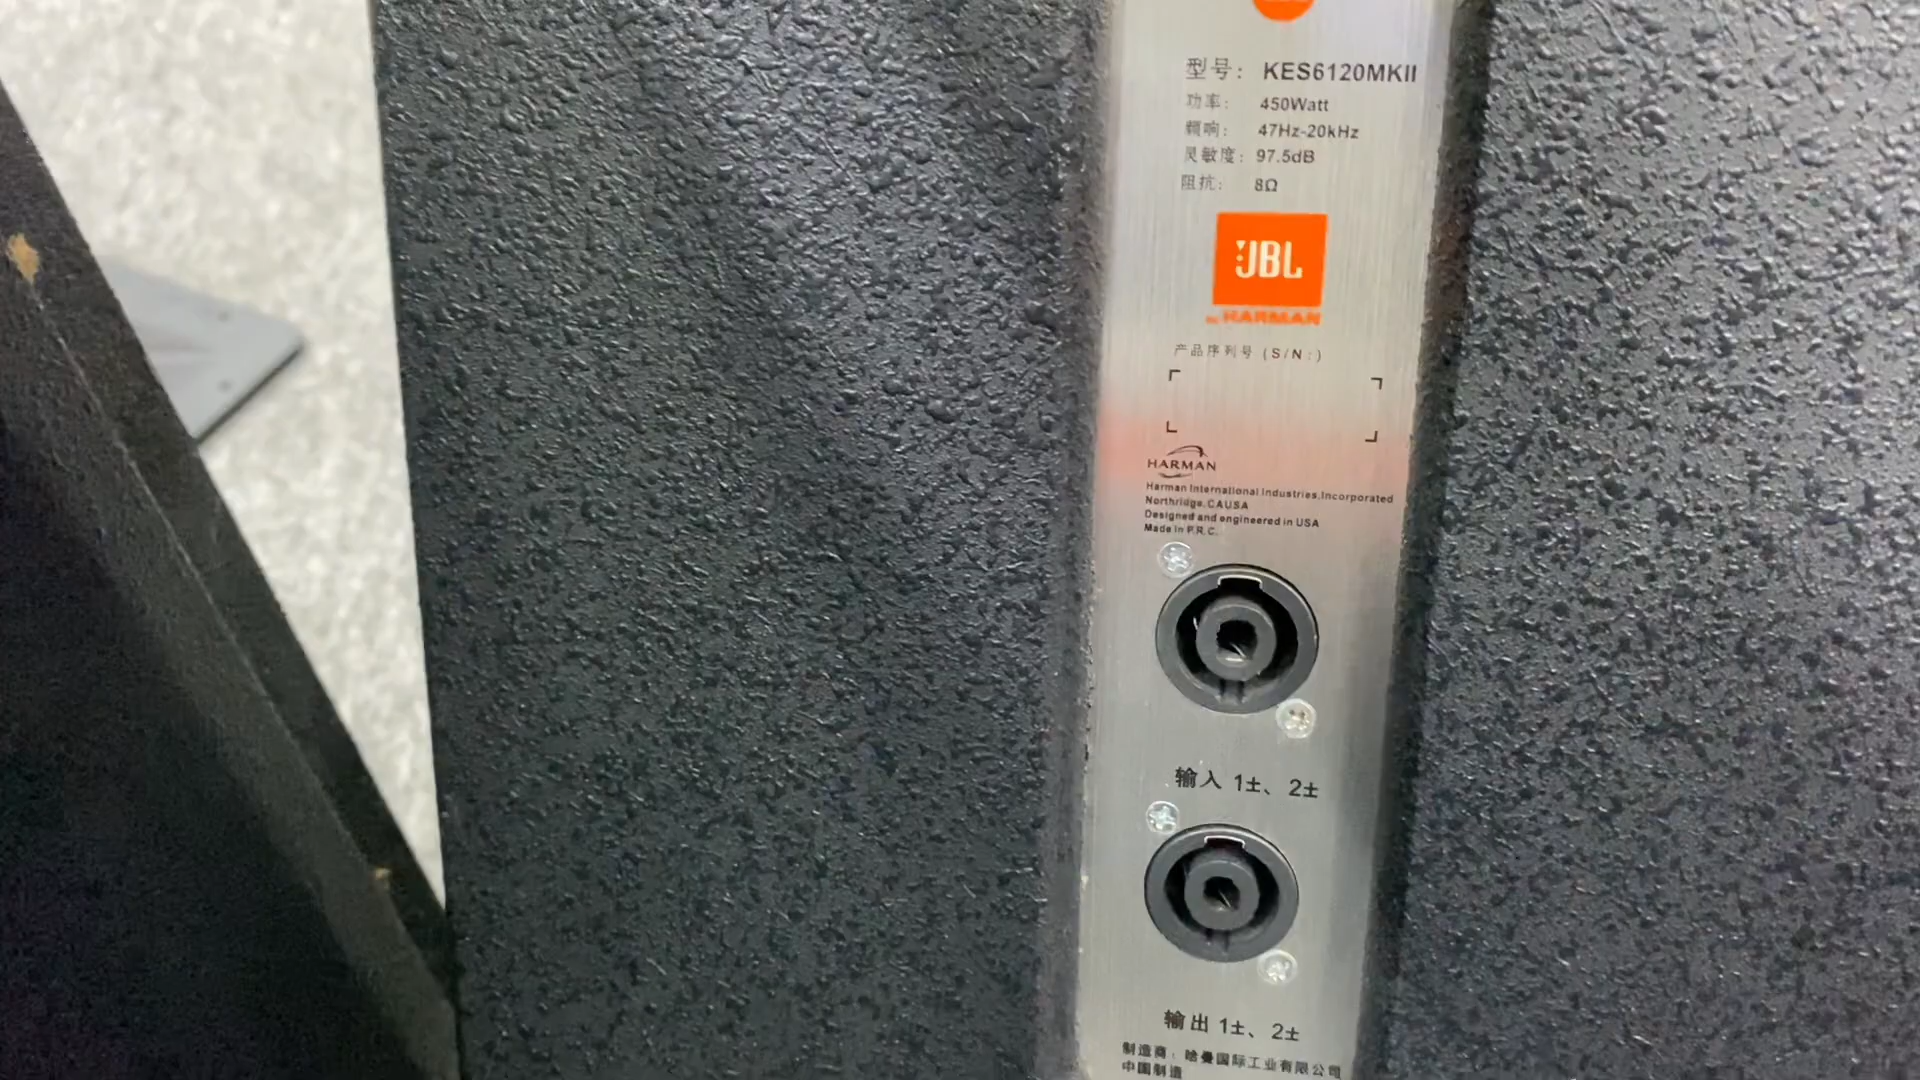 型号: KES6120MKII
功率: 450Watt
频响: 47Hz-20kHz
灵敏度: 97.5dB
阻抗: 8Ω
JBL
by HARMAN
产品序列号 (S/N:)
HARMAN
Harman International Industries,Incorporated
Northridge,CAUSA
Designed and engineered in USA
Made in P.R.C.
输入 1±、2±
输出 1±、2±
制造商: 哈曼国际工业有限公司
中国制造